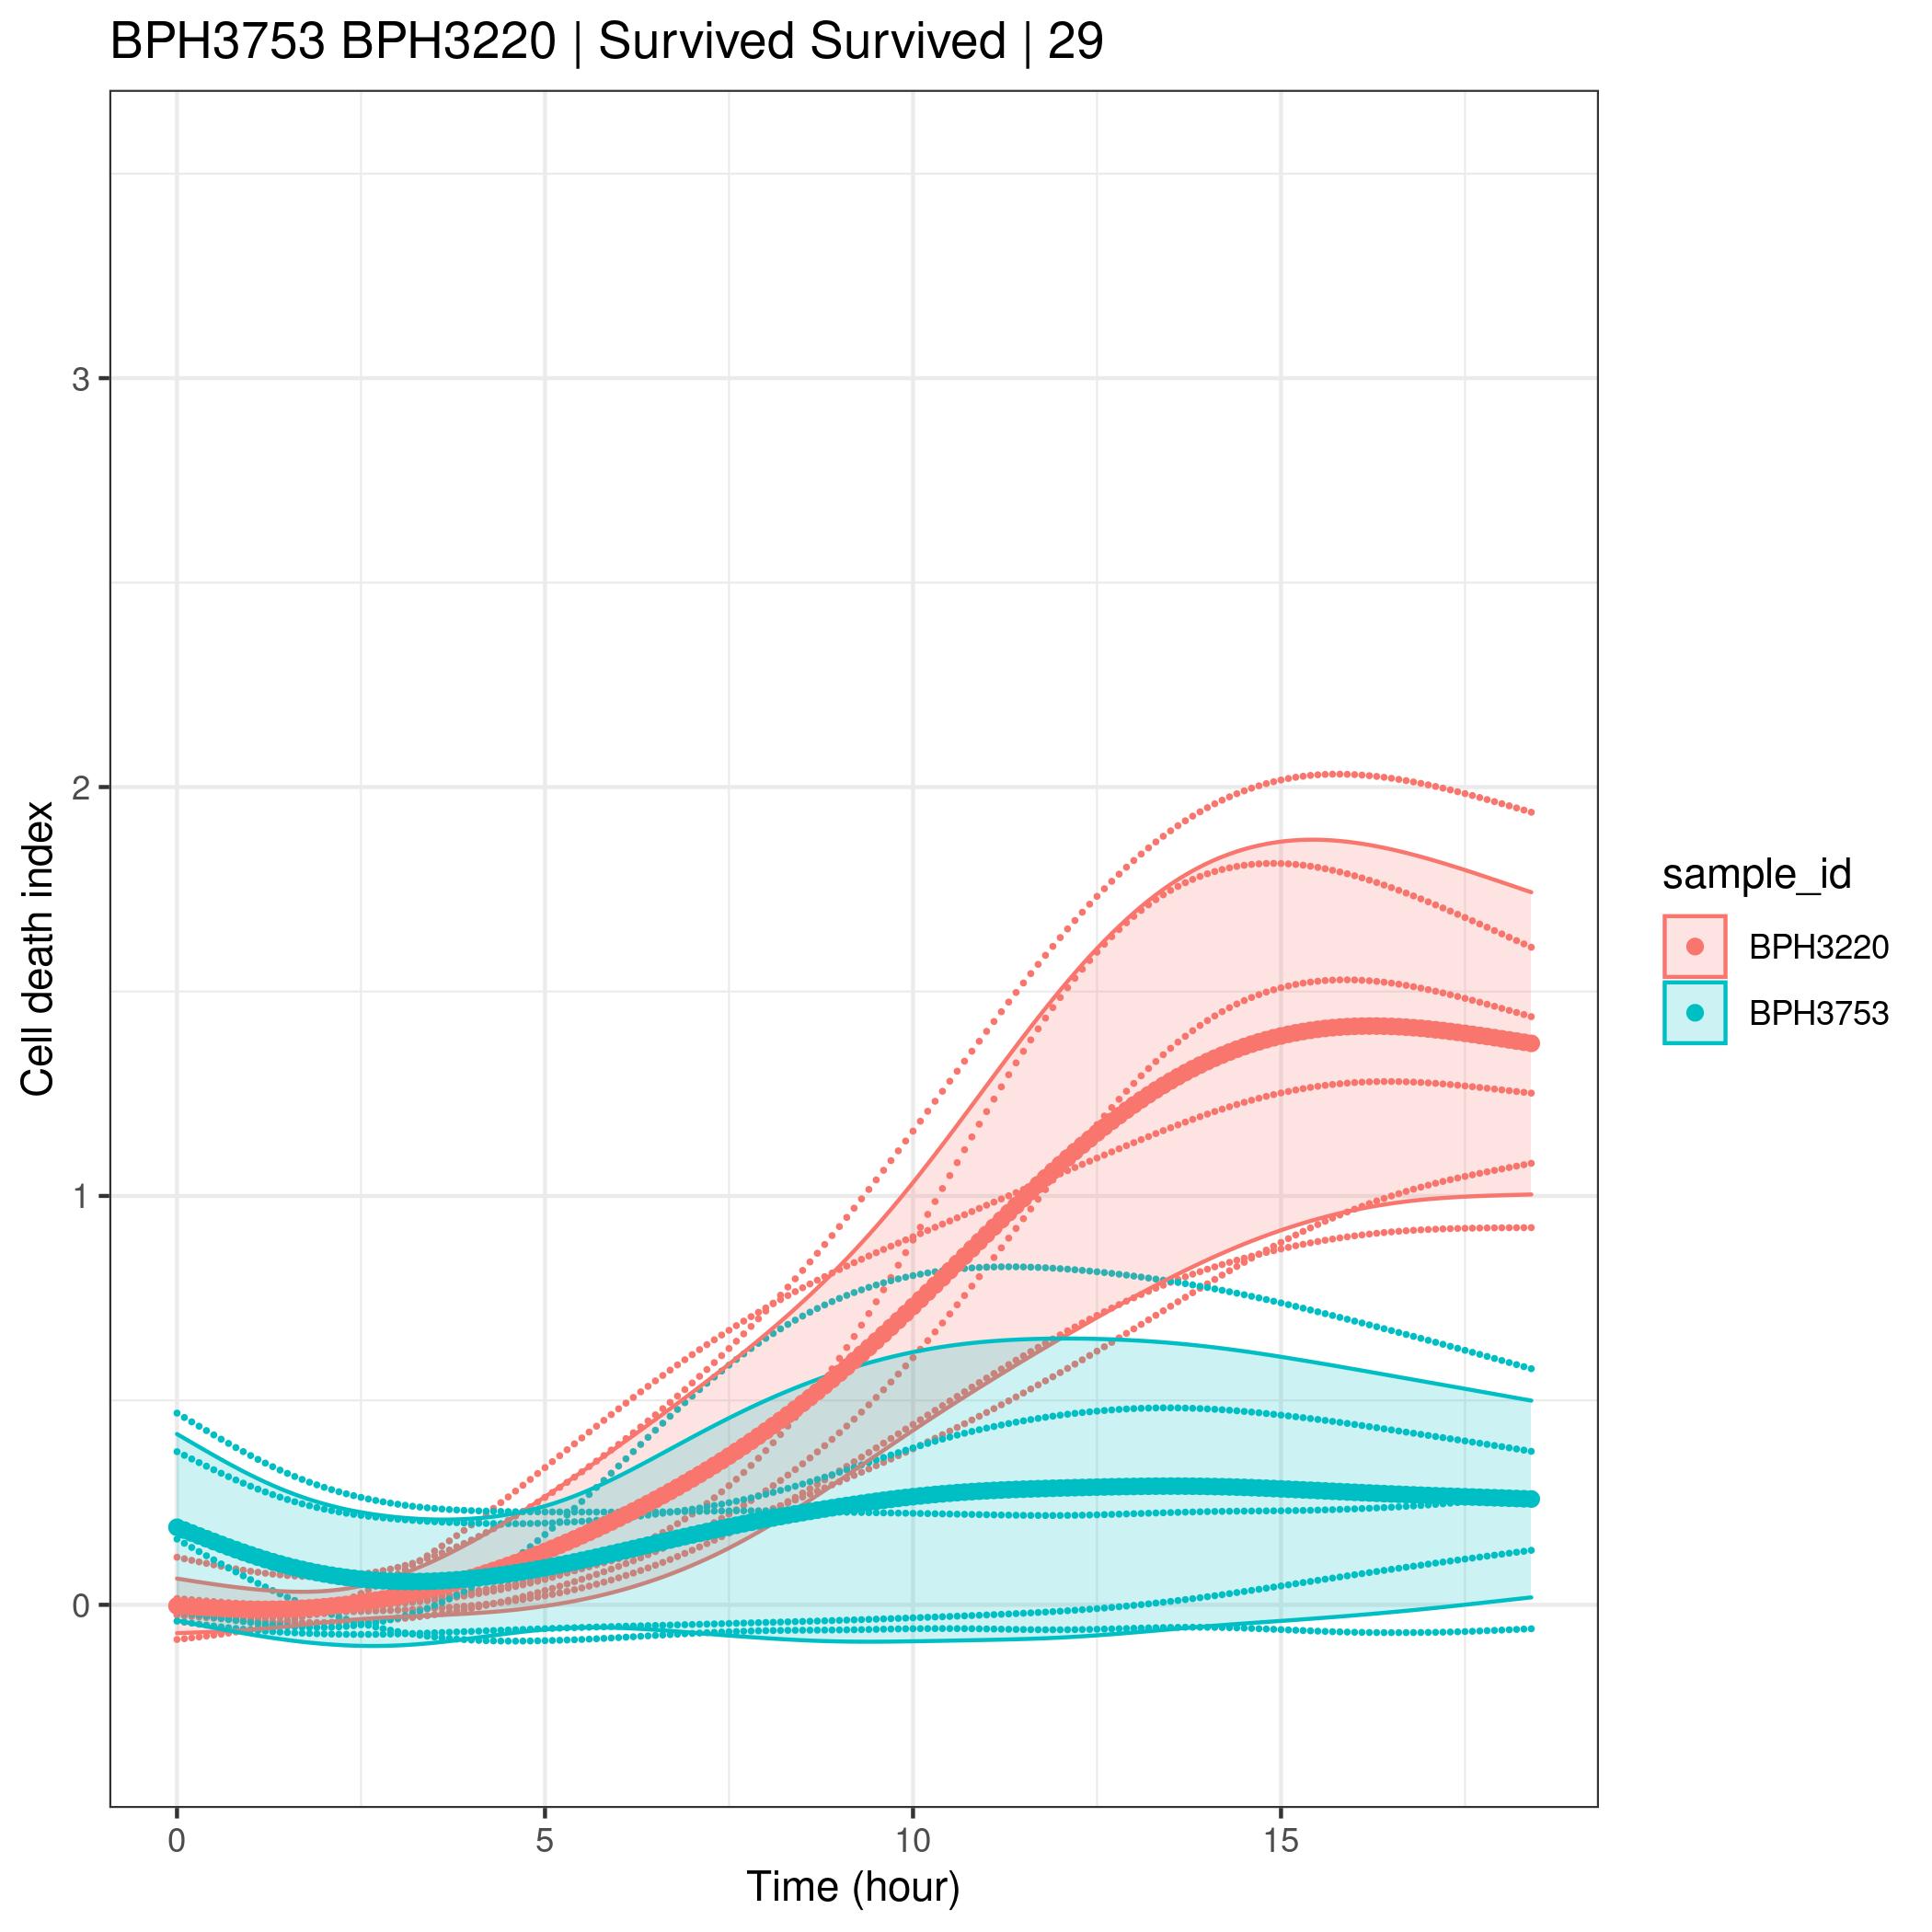 BPH3753 BPH3220 | Survived Survived | 29
3
2
1
0
Cell death index
0 5 10 15
Time (hour)
sample_id
BPH3220
BPH3753